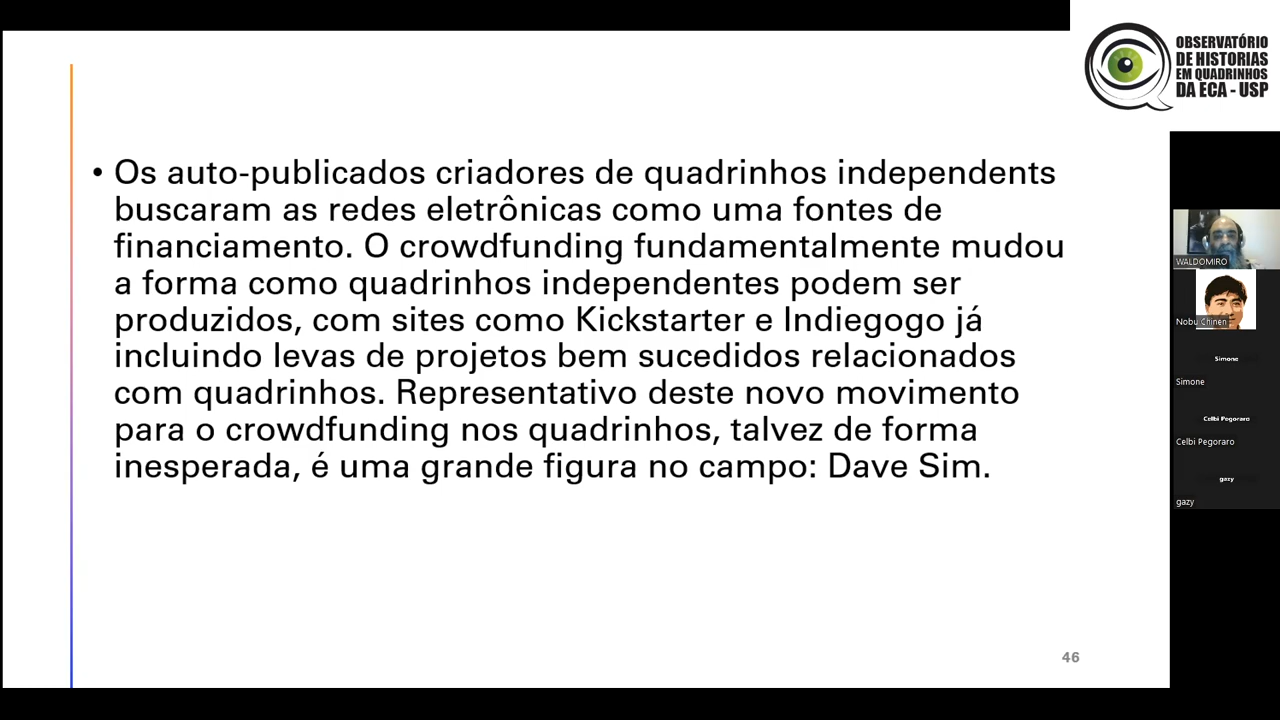 OBSERVATÓRIO
DE HISTORIAS
EM QUADRINHOS
DA ECA - USP
• Os auto-publicados criadores de quadrinhos independents
buscaram as redes eletrônicas como uma fontes de
financiamento. O crowdfunding fundamentalmente mudou
a forma como quadrinhos independentes podem ser
produzidos, com sites como Kickstarter e Indiegogo já
incluindo levas de projetos bem sucedidos relacionados
com quadrinhos. Representativo deste novo movimento
para o crowdfunding nos quadrinhos, talvez de forma
inesperada, é uma grande figura no campo: Dave Sim.
46
WALDOMIRO
Nobu Chinen
Simone
Simone
Celbi Pegoraro
Celbi Pegoraro
gazy
gazy